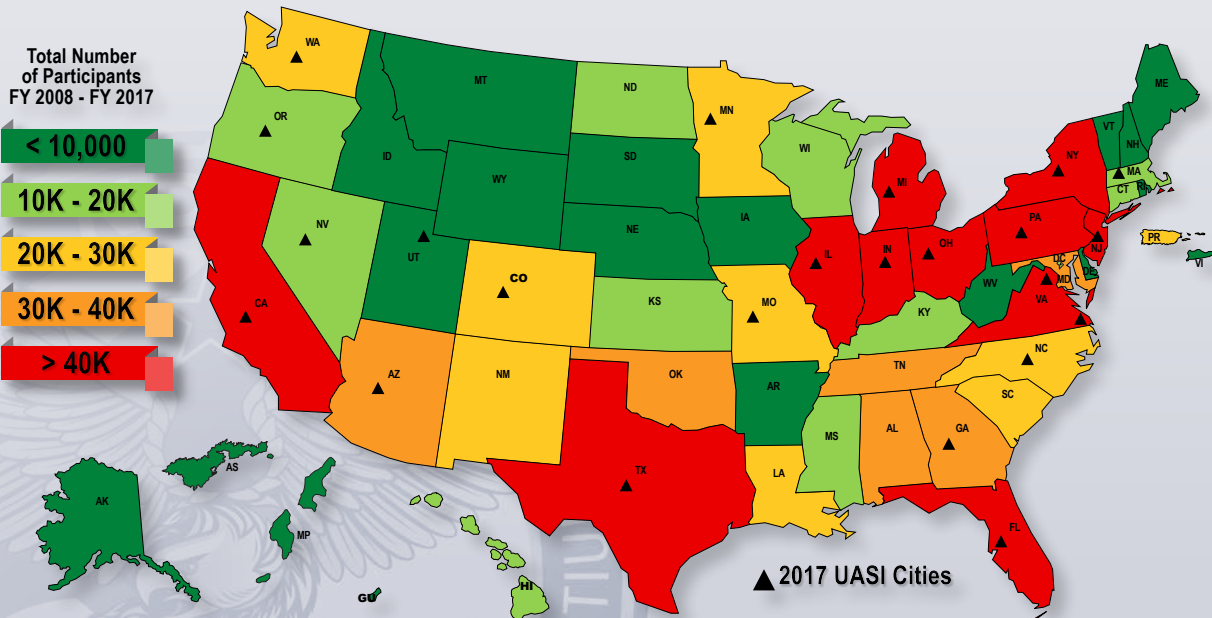 Total Number
of Participants
FY 2008 - FY 2017
< 10,000
10K - 20K
20K - 30K
30K - 40K
> 40K
WA
OR
CA
NV
ID
MT
WY
UT
AZ
CO
NM
ND
SD
NE
KS
OK
TX
MN
IA
MO
AR
LA
WI
IL
MI
IN
OH
KY
TN
MS
AL
GA
FL
SC
NC
VA
WV
DC
MD
DE
PA
NJ
NY
CT
RI
MA
VT
NH
ME
PR
VI
AK
AS
MP
GU
HI
TIU
▲ 2017 UASI Cities